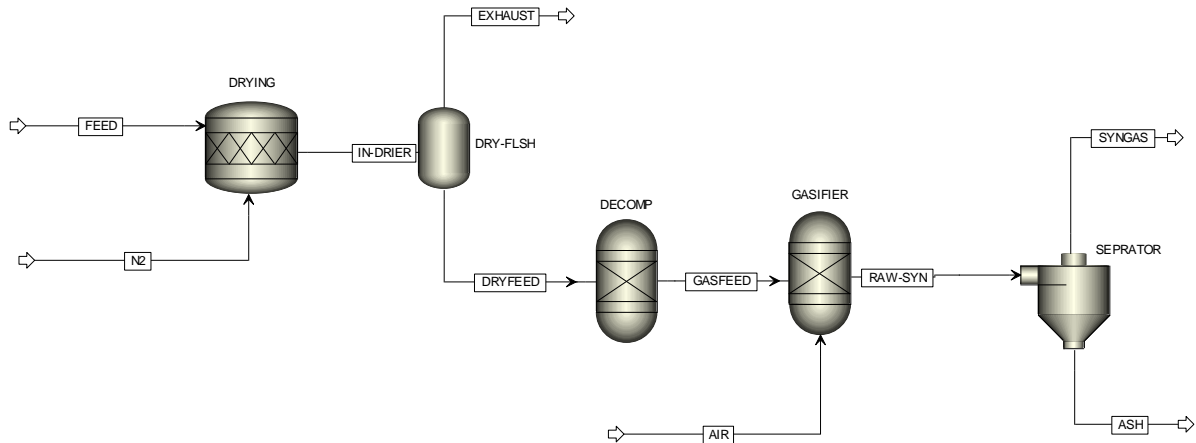 EXHAUST
DRYING
FEED
IN-DRIER
DRY-FLSH
SYNGAS
DECOMP
GASIFIER
SEPRATOR
N2
DRYFEED
GASFEED
RAW-SYN
AIR
ASH